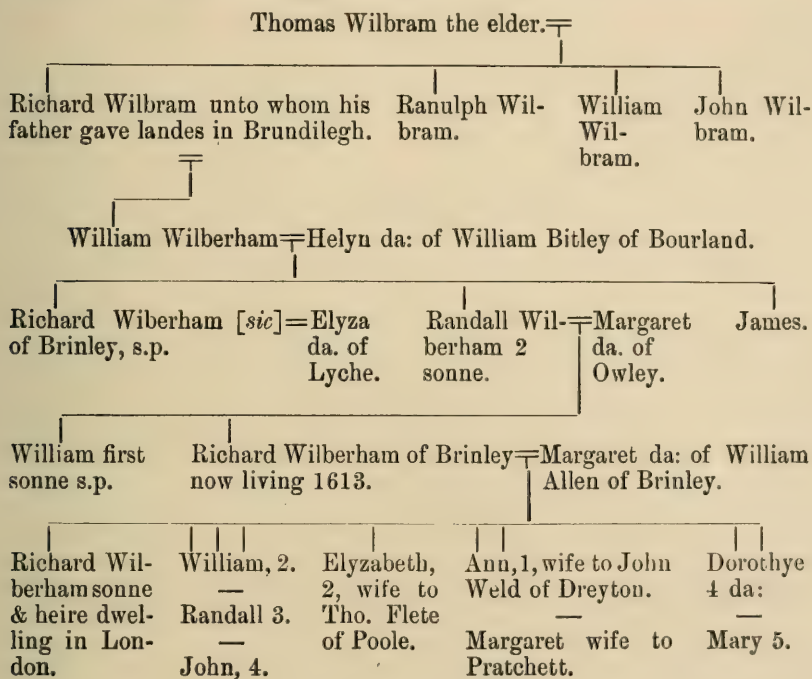 Thomas Wilbram the elder.
Richard Wilbram unto whom his
father gave landes in Brundilegh.
Ranulph Wil-
bram.
William
Wil-
bram.
John Wil-
bram.
William Wilberham=Helyn da: of William Bitley of Bourland.
Richard Wiberham [sic]=Elyza
of Brinley, s.p.
da. of
Lyche.
Randall Wil-
berham 2
sonne.
=Margaret
da. of
Owley.
James.
William first
sonne s.p.
Richard Wilberham of Brinley=Margaret da: of William
now living 1613.
Allen of Brinley.
Richard Wil-
berham sonne
& heire dwel-
ling in Lon-
don.
William, 2.
—
Randall 3.
—
John, 4.
Elyzabeth,
2, wife to
Tho. Flete
of Poole.
Ann, 1, wife to John
Weld of Dreyton.
—
Margaret wife to
Pratchett.
Dorothye
4 da:
—
Mary 5.